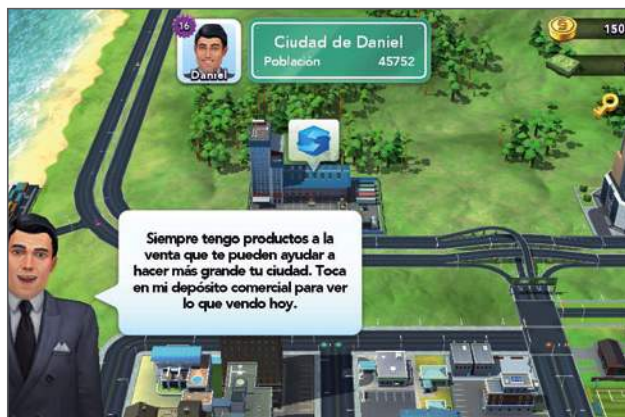 16
Daniel
Ciudad de Daniel
Población 45752
150
Siempre tengo productos a la
venta que te pueden ayudar a
hacer más grande tu ciudad. Toca
en mi depósito comercial para ver
lo que vendo hoy.